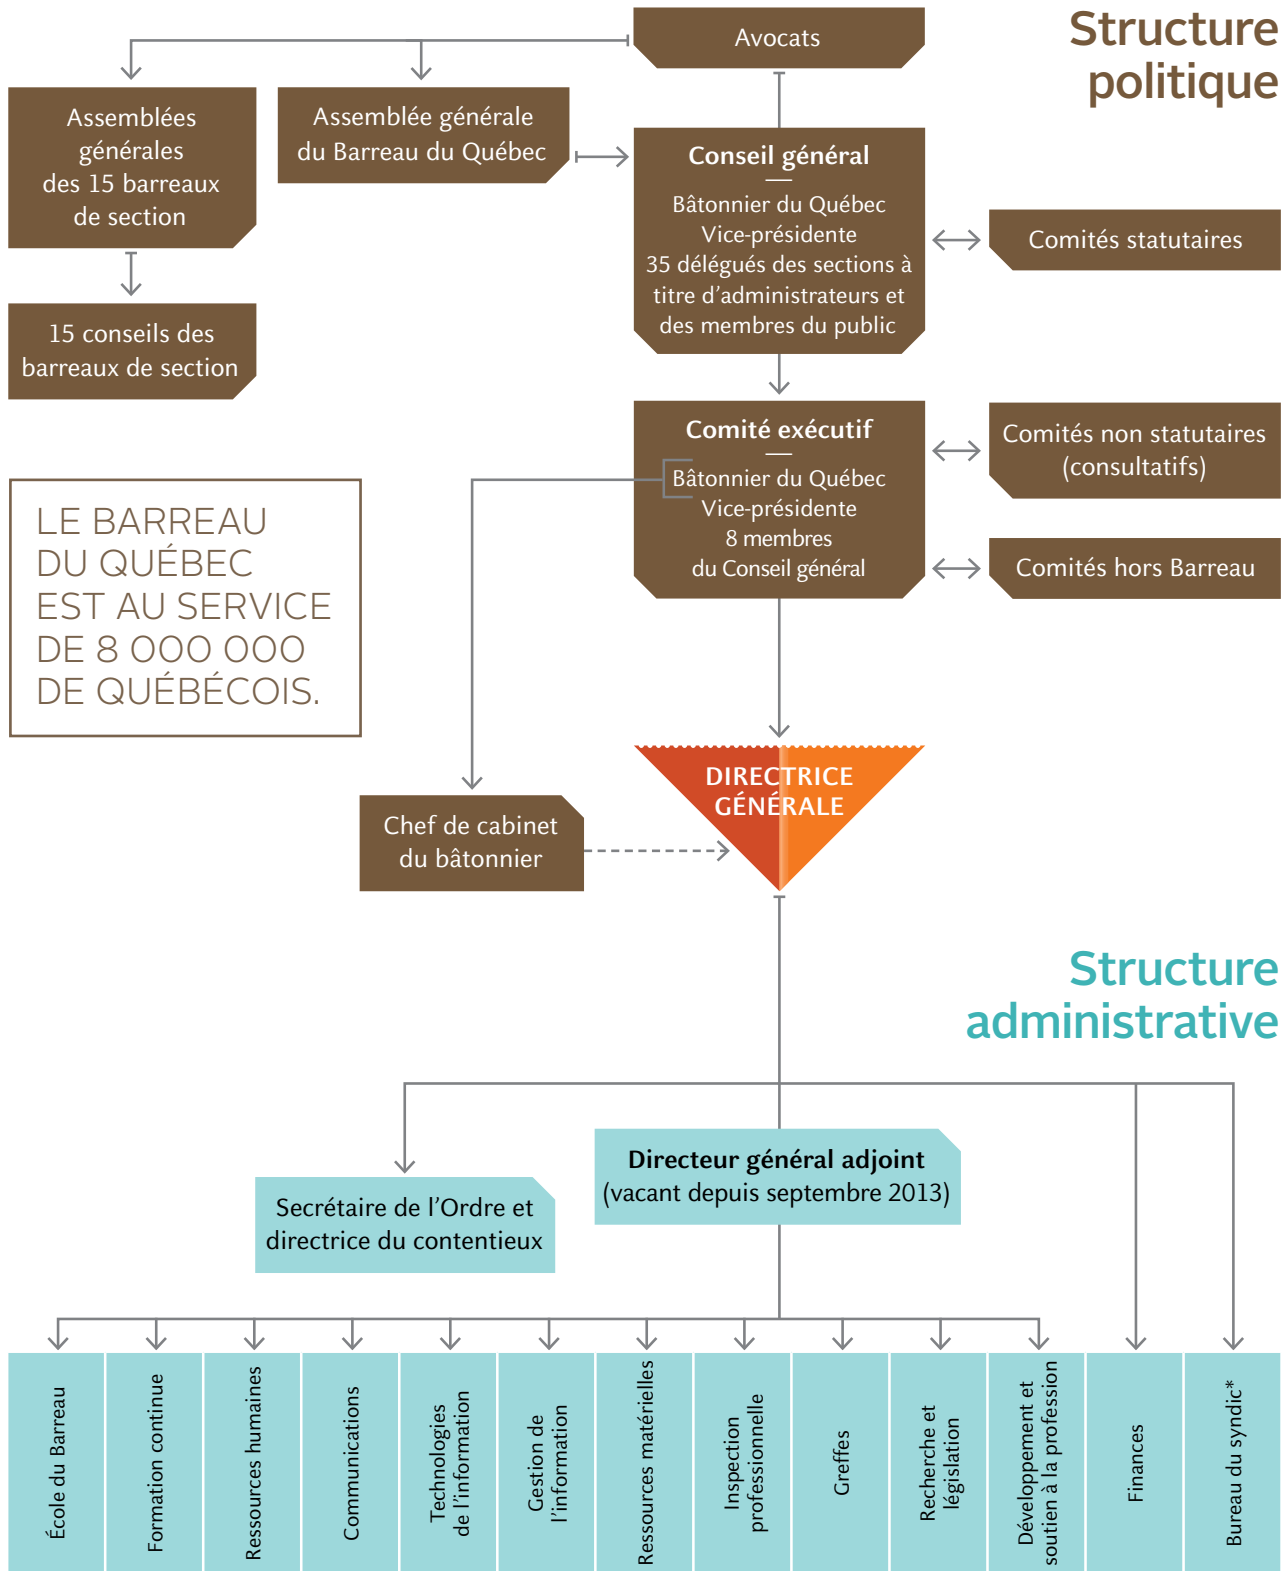 Structure
politique
Avocats
Assemblées
générales
des 15 barreaux
de section
Assemblée générale
du Barreau du Québec
Conseil général
Bâtonnier du Québec
Vice-présidente
35 délégués des sections à
titre d'administrateurs et
des membres du public
Comités statutaires
15 conseils des
barreaux de section
Comité exécutif
Bâtonnier du Québec
Vice-présidente
8 membres
du Conseil général
Comités non statutaires
(consultatifs)
Comités hors Barreau
LE BARREAU
DU QUÉBEC
EST AU SERVICE
DE 8 000 000
DE QUÉBÉCOIS.
DIRECTRICE
GÉNÉRALE
Chef de cabinet
du bâtonnier
Structure
administrative
Directeur général adjoint
(vacant depuis septembre 2013)
Secrétaire de l'Ordre et
directrice du contentieux
École du Barreau
Formation continue
Ressources humaines
Communications
Technologies
de l'information
Gestion de
l'information
Ressources matérielles
Inspection
professionnelle
Greffes
Recherche et
législation
Développement et
soutien à la profession
Finances
Bureau du syndic*